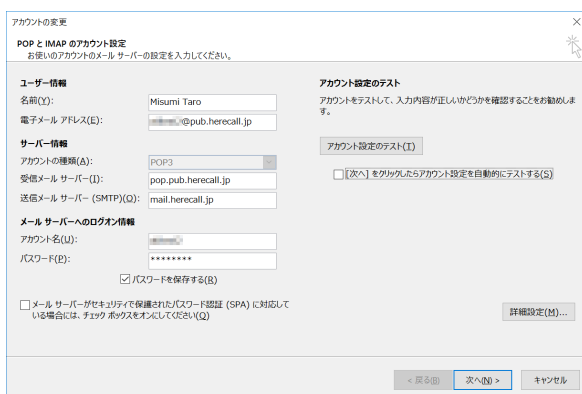 アカウントの変更
POP と IMAP のアカウント設定
お使いのアカウントのメール サーバーの設定を入力してください。
ユーザー情報
名前(Y):
Misumi Taro
電子メール アドレス(E):
@pub.herecall.jp
サーバー情報
アカウントの種類(A):
POP3
受信メール サーバー(I):
pop.pub.herecall.jp
送信メール サーバー (SMTP)(O):
mail.herecall.jp
メール サーバーへのログオン情報
アカウント名(U):
パスワード(P):
********
パスワードを保存する(R)
メール サーバーがセキュリティで保護されたパスワード認証 (SPA) に対応して
いる場合には、チェック ボックスをオンにしてください(Q)
アカウント設定のテスト
アカウントをテストして、入力内容が正しいかどうかを確認することをお勧めしま
す。
アカウント設定のテスト(T)
[次へ] をクリックしたらアカウント設定を自動的にテストする(S)
詳細設定(M)...
< 戻る(B)
次へ(N) >
キャンセル